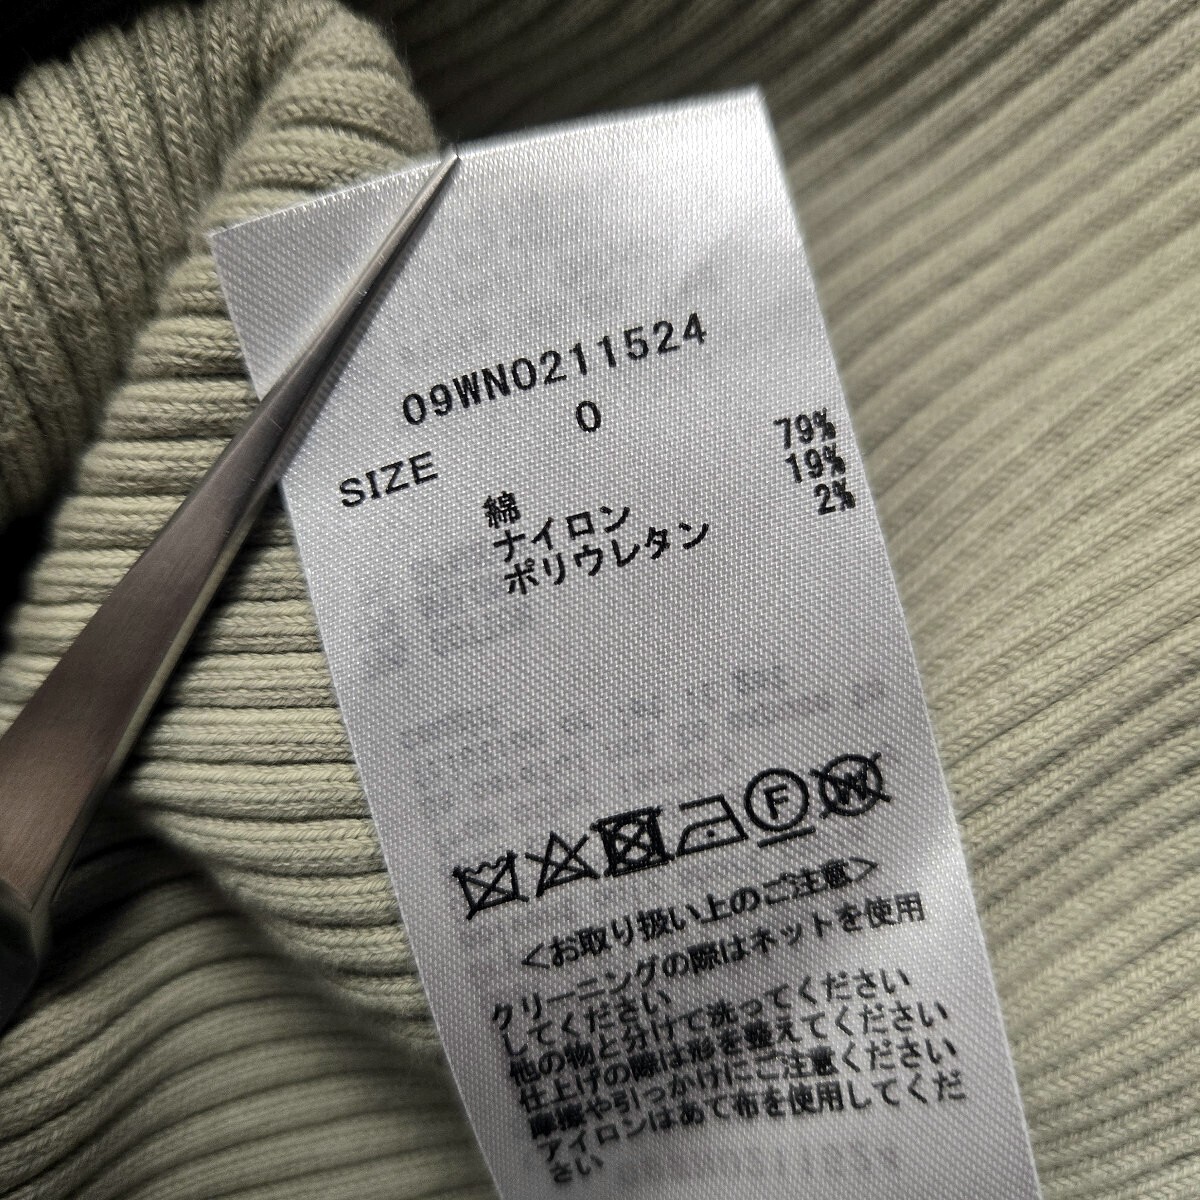 09WNO211524
SIZE 0
綿 79%
ナイロン 19%
ポリウレタン 2%
F W
<お取り扱い上のご注意>
クリーニングの際はネットを使用
してください
他の物と分けて洗ってください
仕上げの際は形を整えてください
摩擦や引っかけにご注意ください
アイロンはあて布を使用してくだ
さい